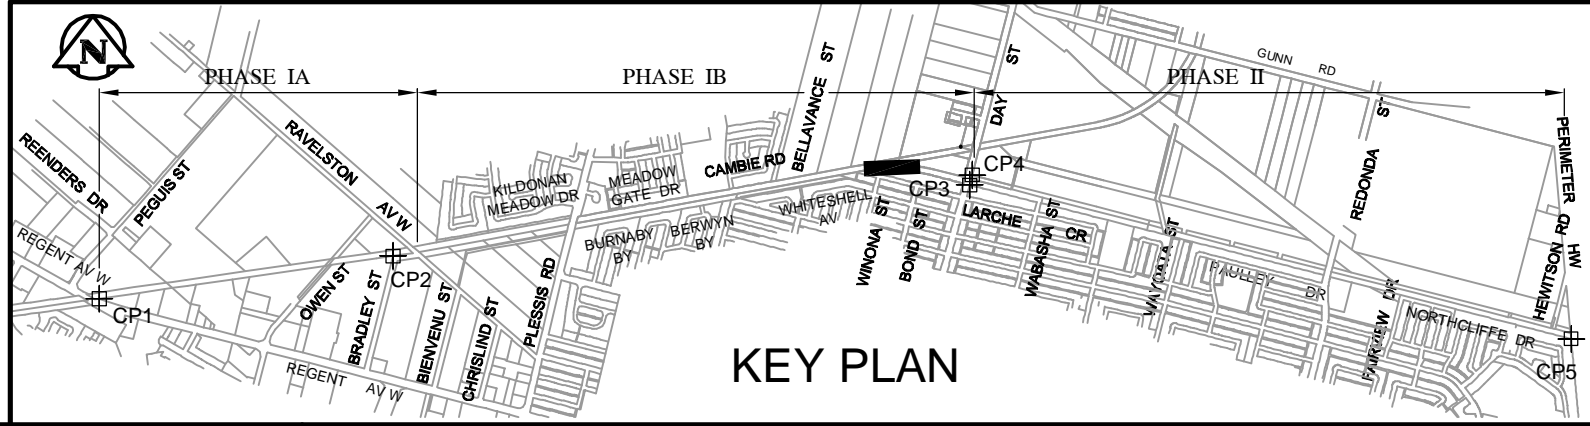 N
PHASE IA
PHASE IB
PHASE II
GUNN RD
REENDERS DR
PEGUIS ST
RAVELSTON
AV W
KILDONAN
MEADOW DR
MEADOW
GATE DR
CAMBIE RD
BELLAVANCE ST
DAY ST
REDONDA ST
PERIMETER HW
HEWITSON RD
CP4
CP3
WHITESHELL
AV
WINONA ST
BOND ST
LARCHE CR
WABASHA ST
WAYOATA ST
PAULLEY DR
FAIRVIEW DR
NORTHCLIFFE DR
CP5
REGENT AV W
CP1
OWEN ST
BRADLEY ST
CP2
BIENVENU ST
CHRISLIND ST
PLESSIS RD
BURNABY
BY
BERWYN
BY
REGENT AV W
KEY PLAN